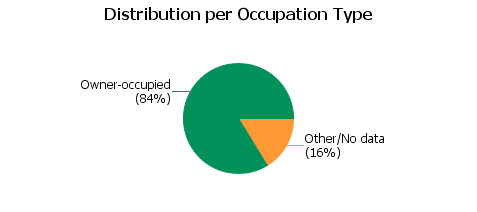 Distribution per Occupation Type
Owner-occupied
(84%)
Other/No data
(16%)